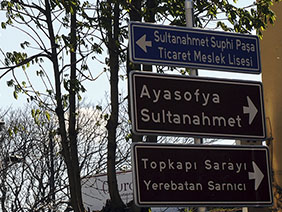 Sultanahmet Suphi Paşa
Ticaret Meslek Lisesi
Ayasofya
Sultanahmet
Topkapı Sarayı
Yerebatan Sarnıcı